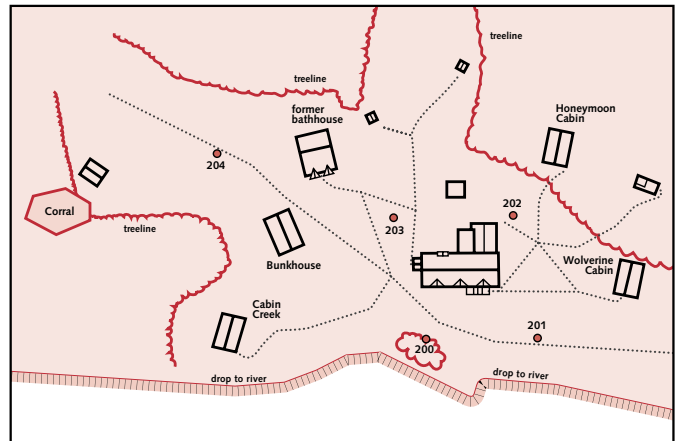 treeline
treeline
former
bathhouse
Honeymoon
Cabin
204
Corral
treeline
203
202
Bunkhouse
Wolverine
Cabin
Cabin
Creek
200
201
drop to river
drop to river